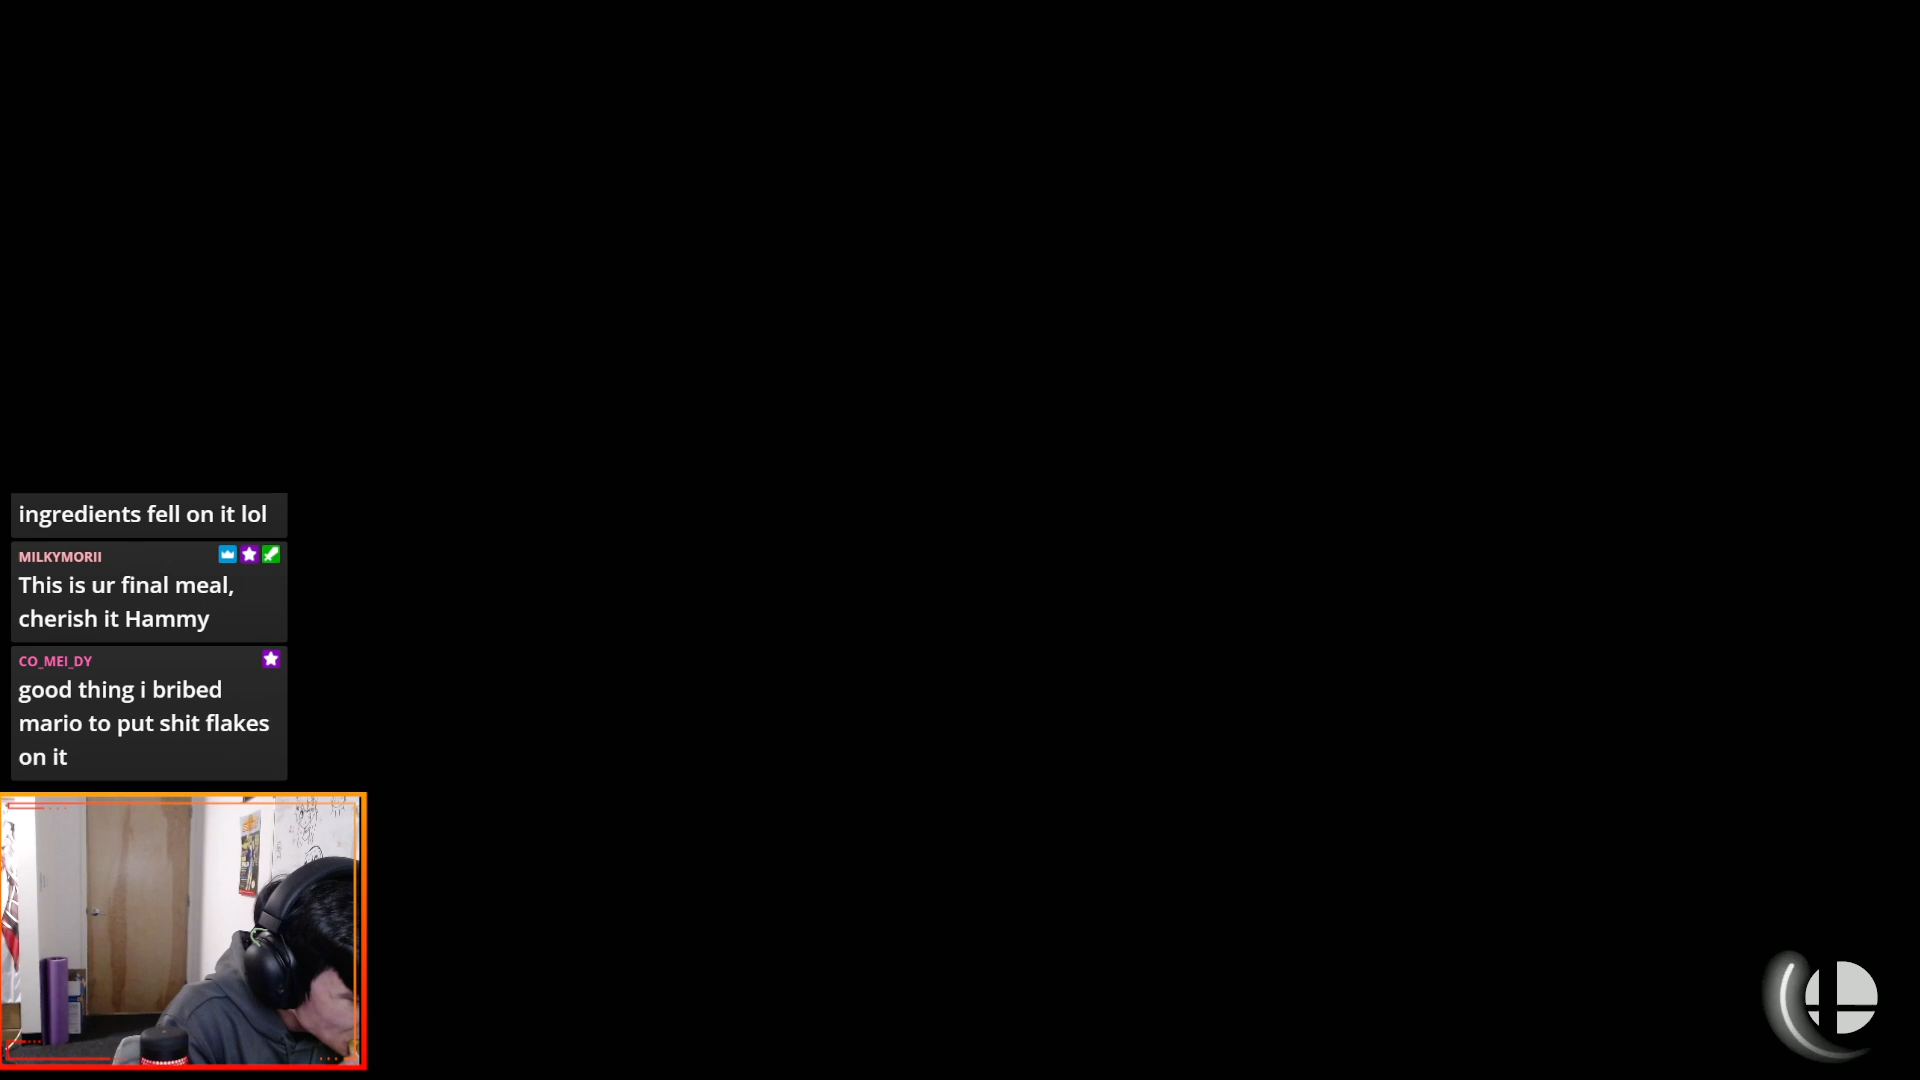 ingredients fell on it lol
MILKYMORII
This is ur final meal,
cherish it Hammy
CO_MEI_DY
good thing i bribed
mario to put shit flakes
on it